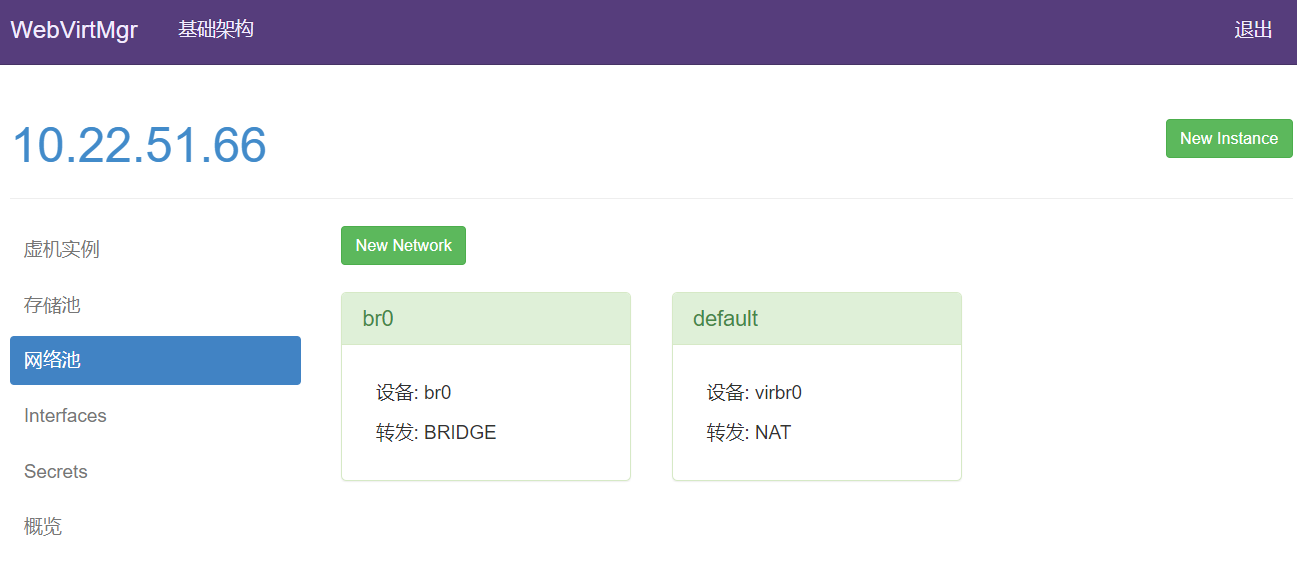 WebVirtMgr 基础架构 退出
10.22.51.66
New Instance
虚机实例
存储池
网络池
Interfaces
Secrets
概览
New Network
br0
设备: br0
转发: BRIDGE
default
设备: virbr0
转发: NAT